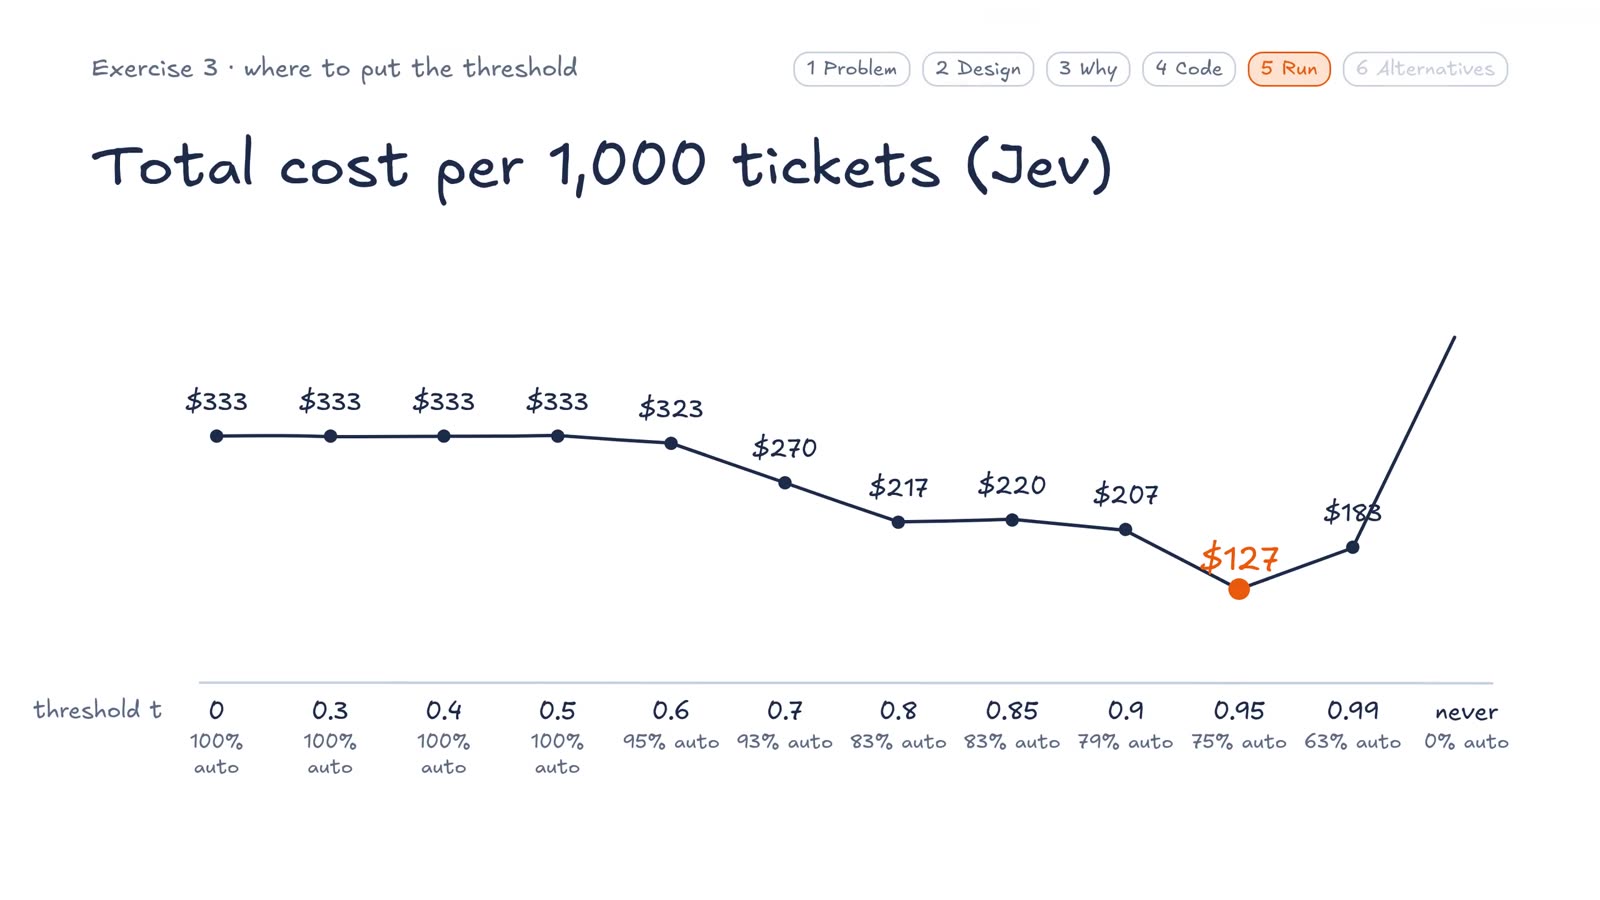 Exercise 3 · where to put the threshold
1 Problem
2 Design
3 Why
4 Code
5 Run
6 Alternatives
Total cost per 1,000 tickets (Jev)
$333
$333
$333
$333
$323
$270
$217
$220
$207
$127
$183
threshold t
0
0.3
0.4
0.5
0.6
0.7
0.8
0.85
0.9
0.95
0.99
never
100%
auto
100%
auto
100%
auto
100%
auto
95% auto
93% auto
83% auto
83% auto
79% auto
75% auto
63% auto
0% auto